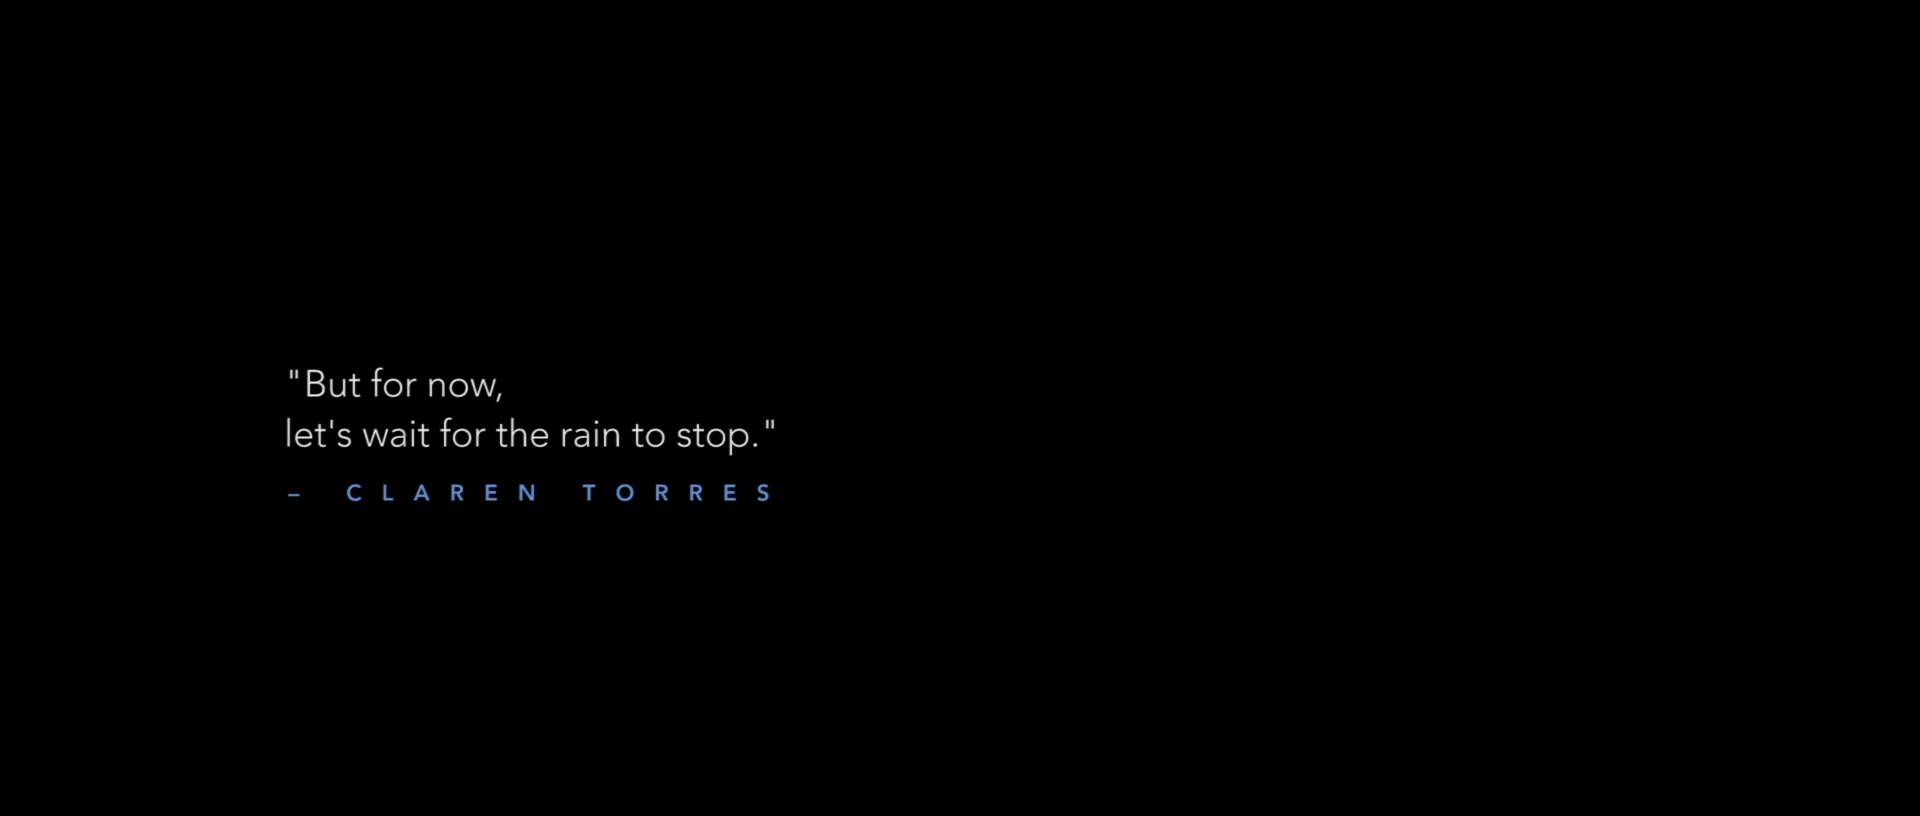 "But for now,
let's wait for the rain to stop."
– CLAREN TORRES